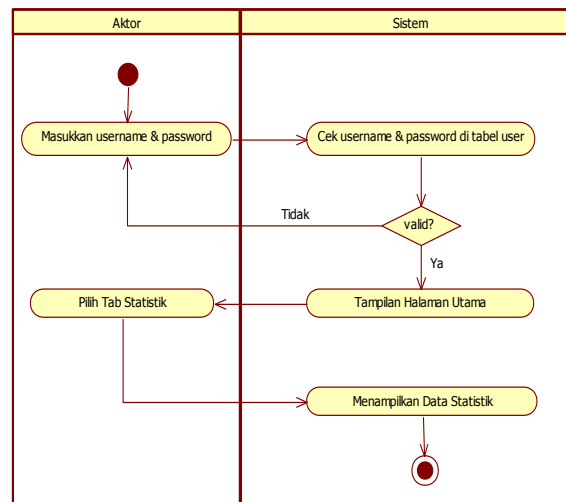 Aktor
Sistem
Masukkan username & password
Cek username & password di tabel user
Tidak
valid?
Ya
Pilih Tab Statistik
Tampilan Halaman Utama
Menampilkan Data Statistik